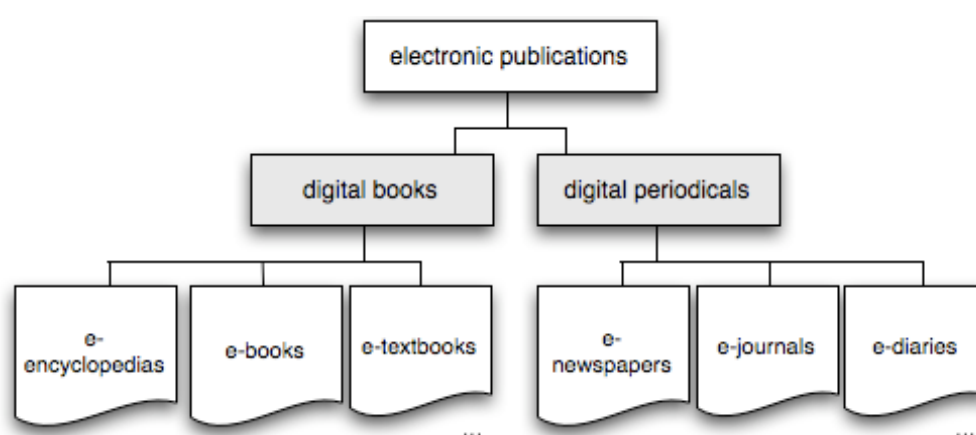 electronic publications
digital books
digital periodicals
e-
encyclopedias
e-books
e-textbooks
e-
newspapers
e-journals
e-diaries